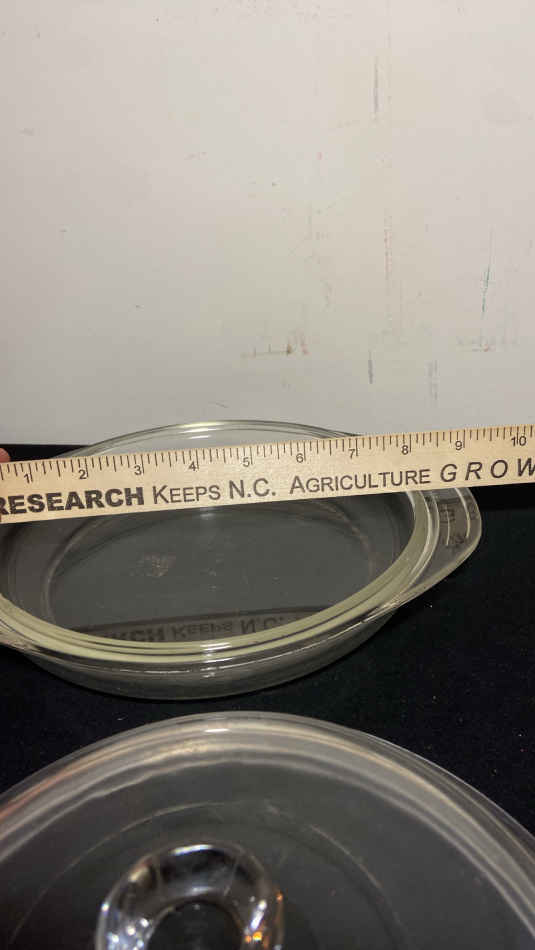 1 2 3 4 5 6 7 8 9 10
RESEARCH KEEPS N.C. AGRICULTURE GROW